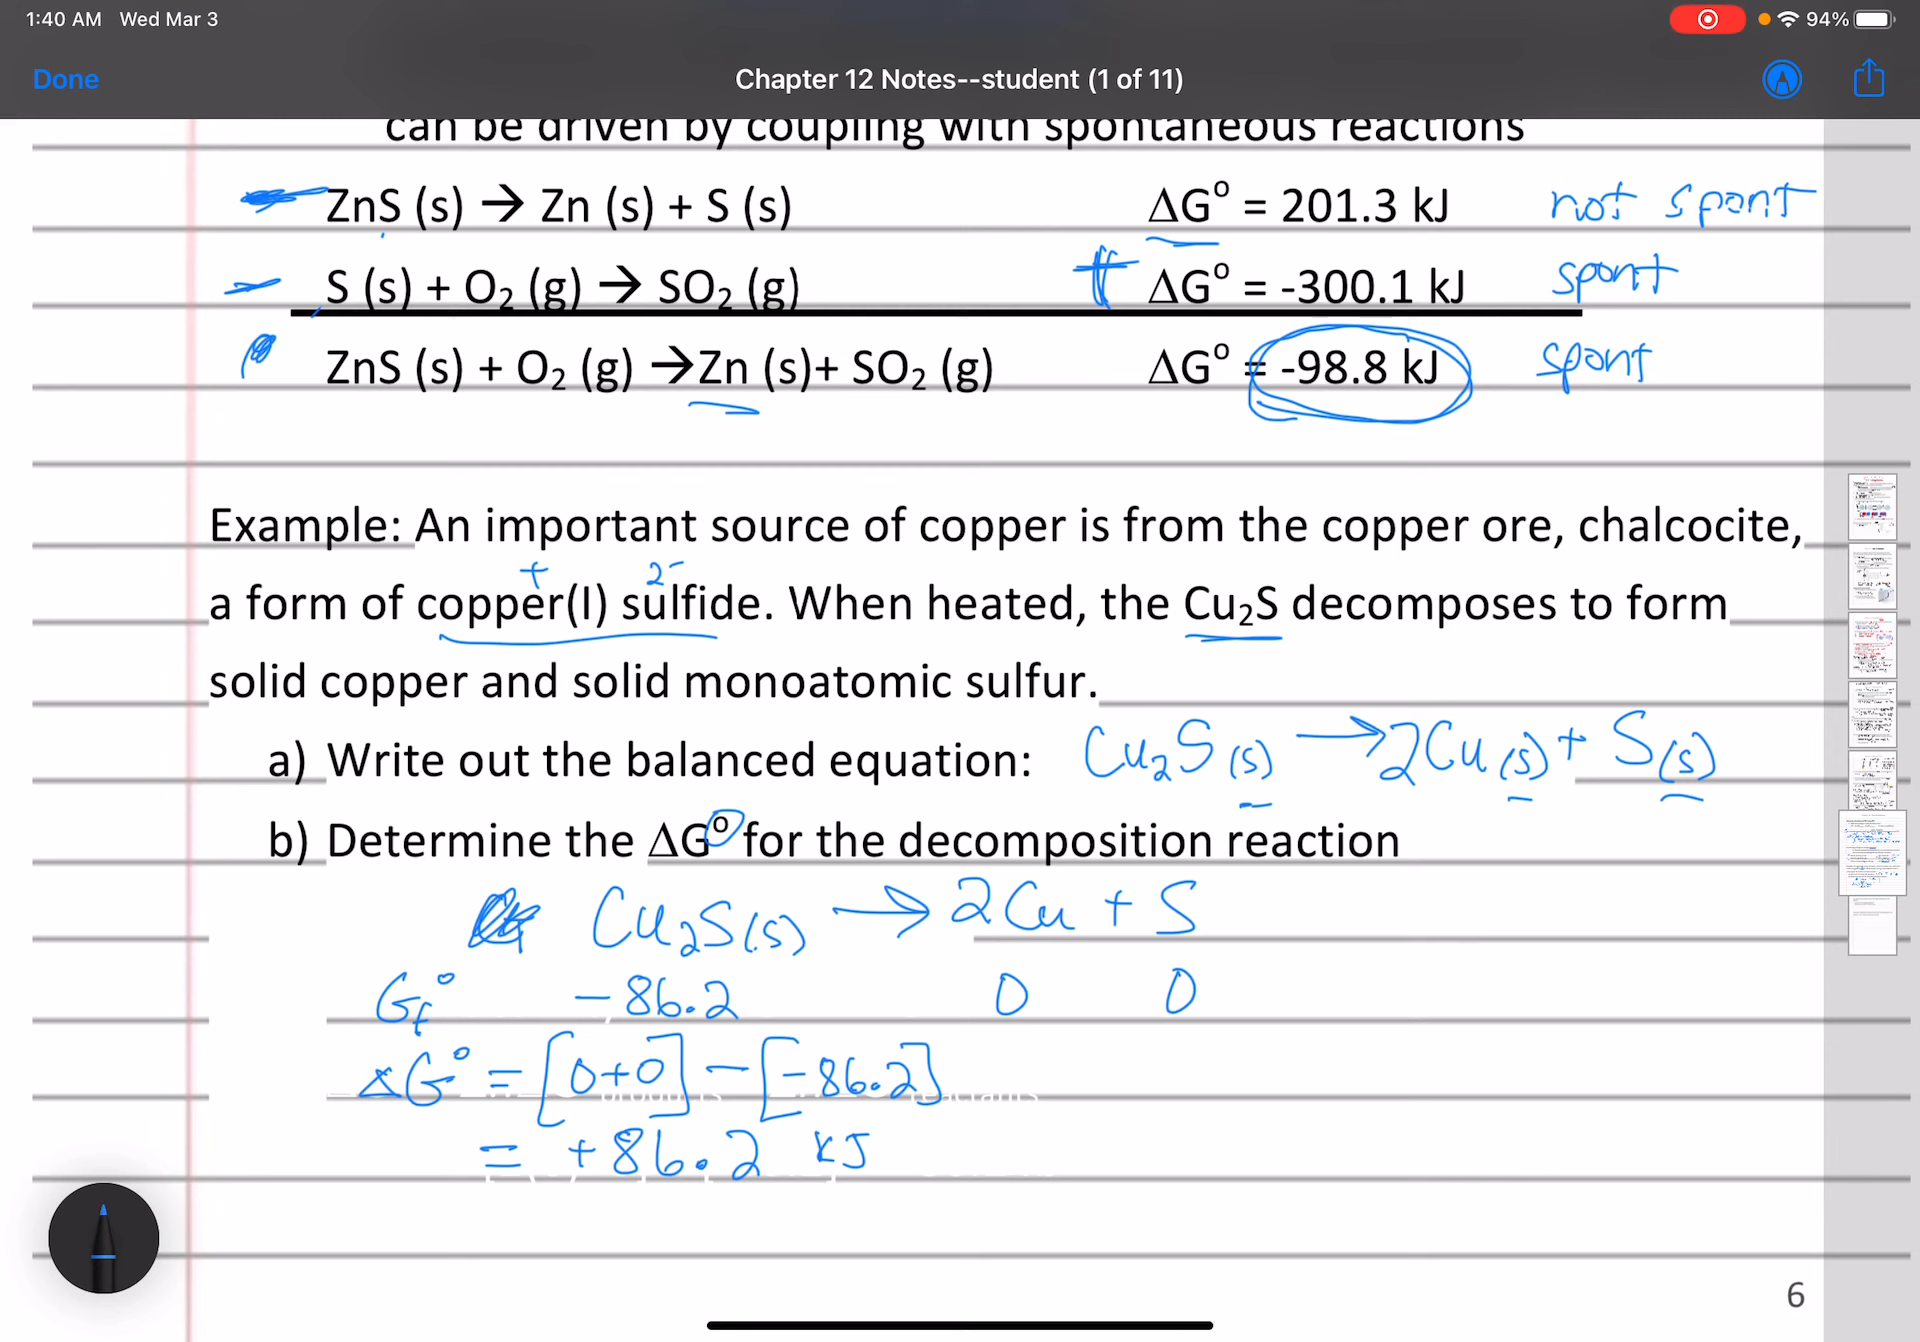 1:40 AM Wed Mar 3
94%
Done
Chapter 12 Notes--student (1 of 11)
can be driven by coupling with spontaneous reactions
ZnS (s) → Zn (s) + S (s) ΔG° = 201.3 kJ not spont
S (s) + O₂ (g) → SO₂ (g) ΔG° = -300.1 kJ spont
ZnS (s) + O₂ (g) →Zn (s)+ SO₂ (g) ΔG° = -98.8 kJ spont
Example: An important source of copper is from the copper ore, chalcocite,
+ 2-
a form of copper(I) sulfide. When heated, the Cu₂S decomposes to form
solid copper and solid monoatomic sulfur.
a) Write out the balanced equation: Cu₂S (s) → 2Cu (s) + S (s)
b) Determine the ΔG° for the decomposition reaction
Cu₂S(s) → 2Cu + S
Gf° -86.2 0 0
ΔG° = [0+0] - [-86.2]
= +86.2 kJ
6